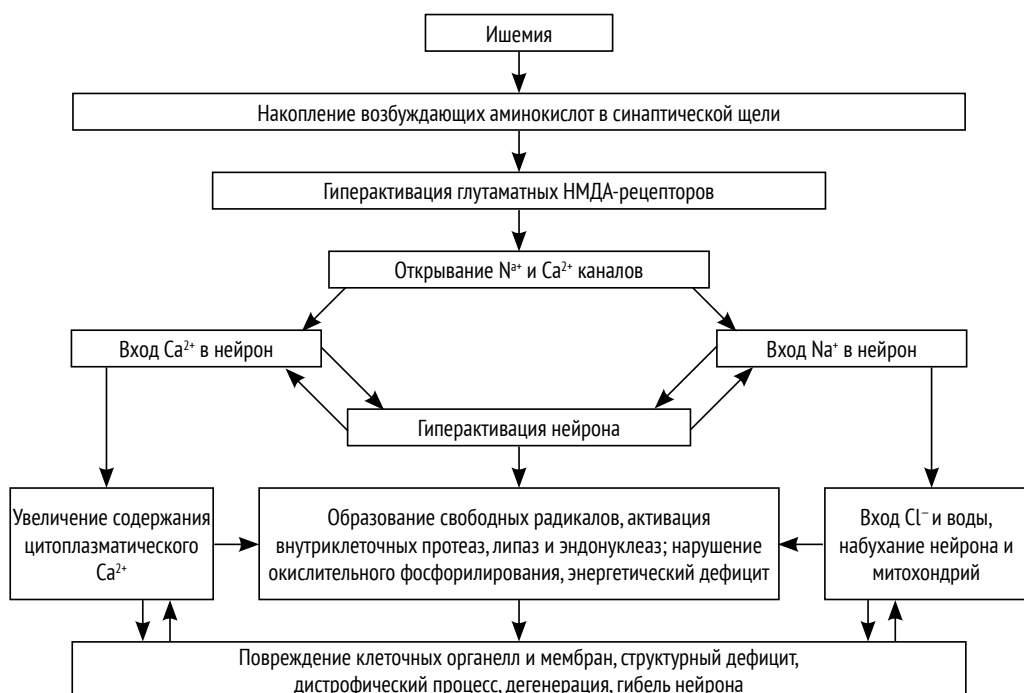 Ишемия
Накопление возбуждающих аминокислот в синаптической щели
Гиперактивация глутаматных НМДА-рецепторов
Открывание Nᵃ⁺ и Ca²⁺ каналов
Вход Ca²⁺ в нейрон
Вход Na⁺ в нейрон
Гиперактивация нейрона
Увеличение содержания
цитоплазматического
Ca²⁺
Образование свободных радикалов, активация
внутриклеточных протеаз, липаз и эндонуклеаз; нарушение
окислительного фосфорилирования, энергетический дефицит
Вход Cl⁻ и воды,
набухание нейрона и
митохондрий
Повреждение клеточных органелл и мембран, структурный дефицит,
дистрофический процесс, дегенерация, гибель нейрона